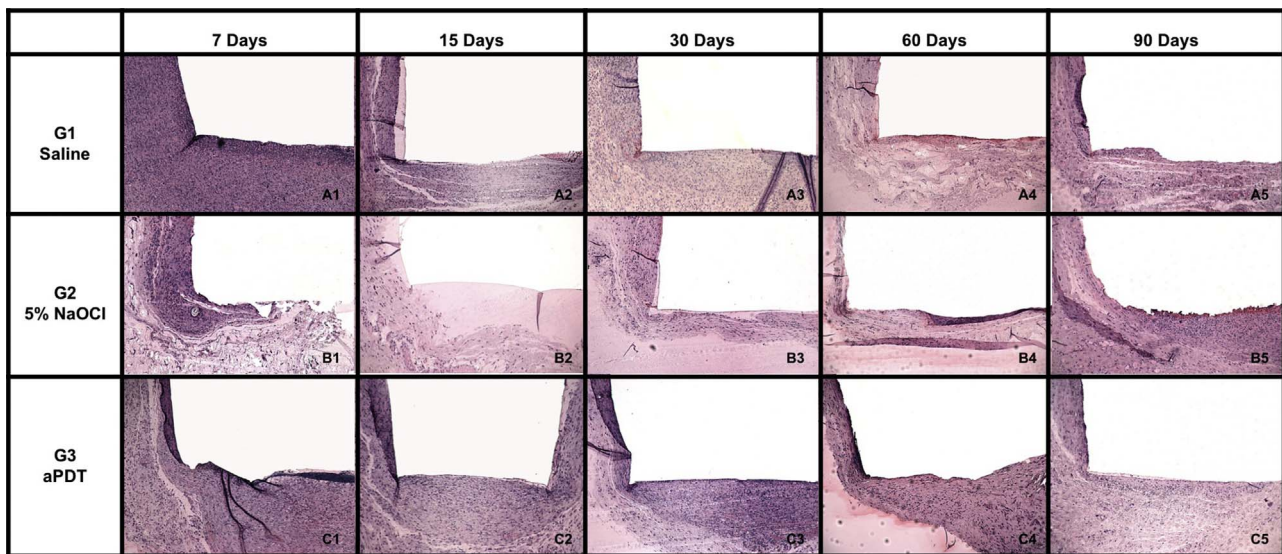 7 Days
15 Days
30 Days
60 Days
90 Days
G1
Saline
A1
A2
A3
A4
A5
G2
5% NaOCl
B1
B2
B3
B4
B5
G3
aPDT
C1
C2
C3
C4
C5